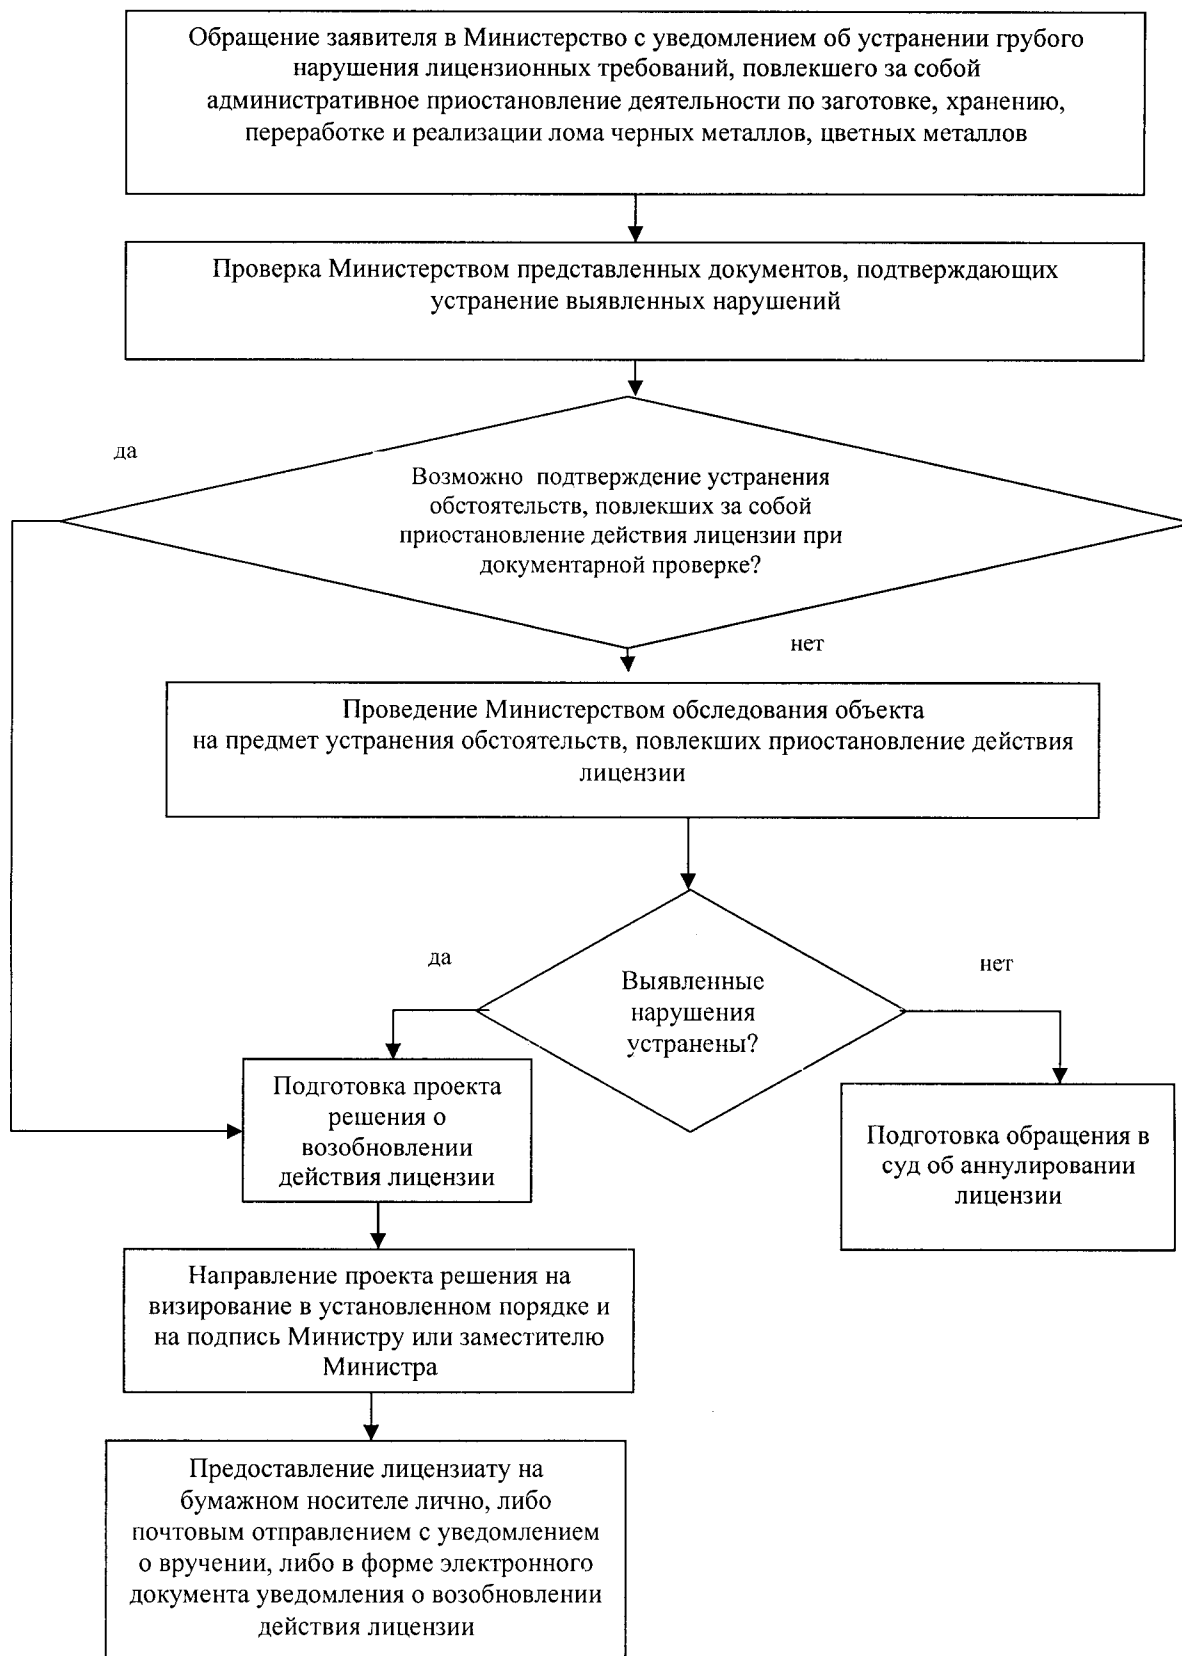 Обращение заявителя в Министерство с уведомлением об устранении грубого
нарушения лицензионных требований, повлекшего за собой
административное приостановление деятельности по заготовке, хранению,
переработке и реализации лома черных металлов, цветных металлов
Проверка Министерством представленных документов, подтверждающих
устранение выявленных нарушений
да
Возможно подтверждение устранения
обстоятельств, повлекших за собой
приостановление действия лицензии при
документарной проверке?
нет
Проведение Министерством обследования объекта
на предмет устранения обстоятельств, повлекших приостановление действия
лицензии
да
Выявленные
нарушения
устранены?
нет
Подготовка проекта
решения о
возобновлении
действия лицензии
Подготовка обращения в
суд об аннулировании
лицензии
Направление проекта решения на
визирование в установленном порядке и
на подпись Министру или заместителю
Министра
Предоставление лицензиату на
бумажном носителе лично, либо
почтовым отправлением с уведомлением
о вручении, либо в форме электронного
документа уведомления о возобновлении
действия лицензии